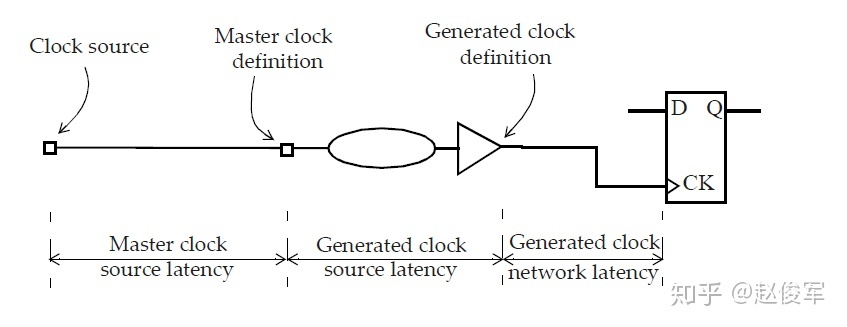 Clock source
Master clock
definition
Generated clock
definition
D Q
CK
Master clock
source latency
Generated clock
source latency
Generated clock
network latency
知乎 @赵俊军